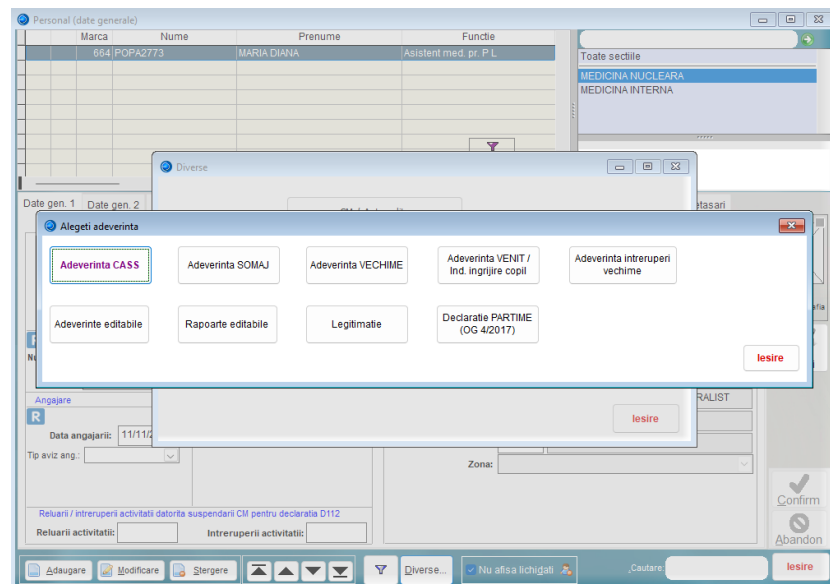 Personal (date generale)
Marca Nume Prenume Functie
664 POPA2773 MARIA DIANA Asistent med. pr. P L
Toate sectiile
MEDICINA NUCLEARA
MEDICINA INTERNA
Diverse
Date gen. 1 Date gen. 2
Alegeti adeverinta
Adeverinta CASS
Adeverinta SOMAJ
Adeverinta VECHIME
Adeverinta VENIT /
Ind. ingrijire copil
Adeverinta intreruperi
vechime
Adeverinte editabile
Rapoarte editabile
Legitimatie
Declaratie PARTIME
(OG 4/2017)
Iesire
Angajare
R
RALIST
Iesire
Data angajarii: 11/11/2
Tip aviz ang.:
Zona:
Reluarii / intreruperi activitatii datorita suspendarii CM pentru declaratia D112
Reluarii activitatii: Intreruperii activitatii:
Confirm
Abandon
Adaugare Modificare Stergere Diverse... Nu afisa lichidati ,Cautare: Iesire